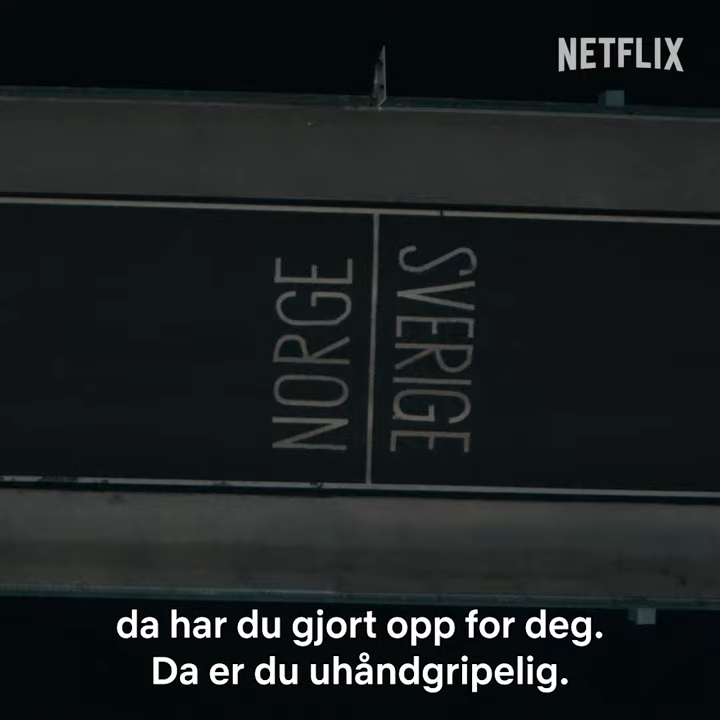 NETFLIX
NORGE
SVERIGE
da har du gjort opp for deg.
Da er du uhåndgripelig.